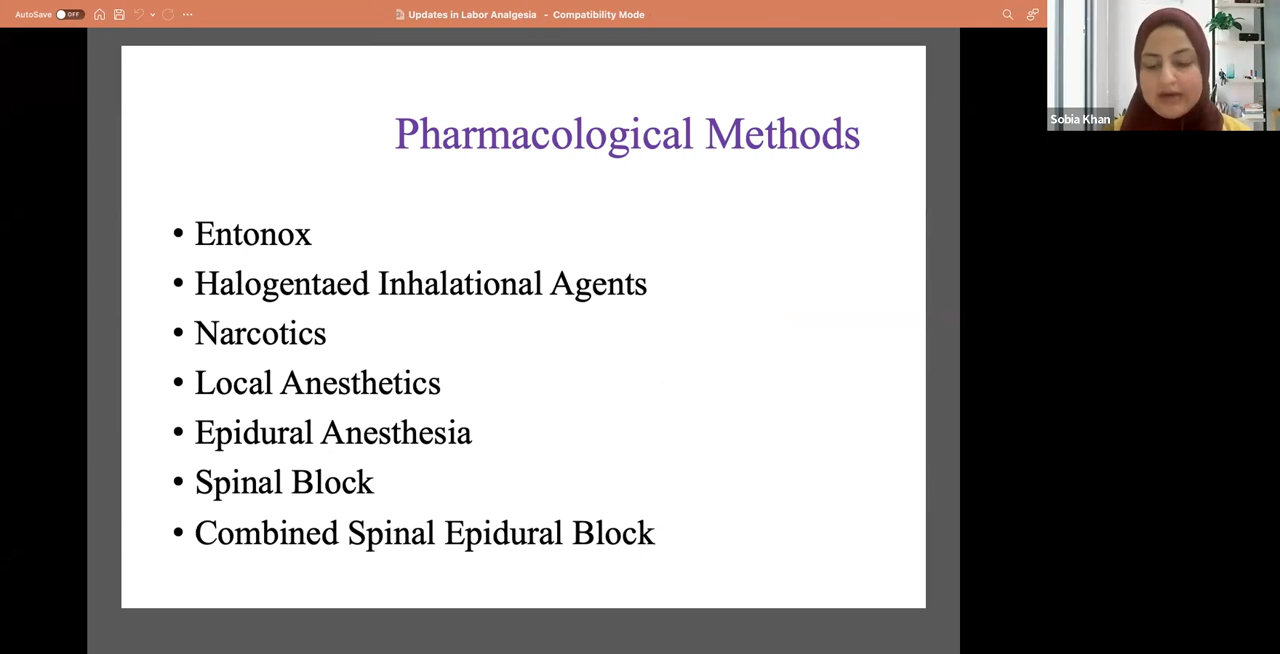 AutoSave OFF
Updates in Labor Analgesia - Compatibility Mode
Sobia Khan
Pharmacological Methods
• Entonox
• Halogentaed Inhalational Agents
• Narcotics
• Local Anesthetics
• Epidural Anesthesia
• Spinal Block
• Combined Spinal Epidural Block